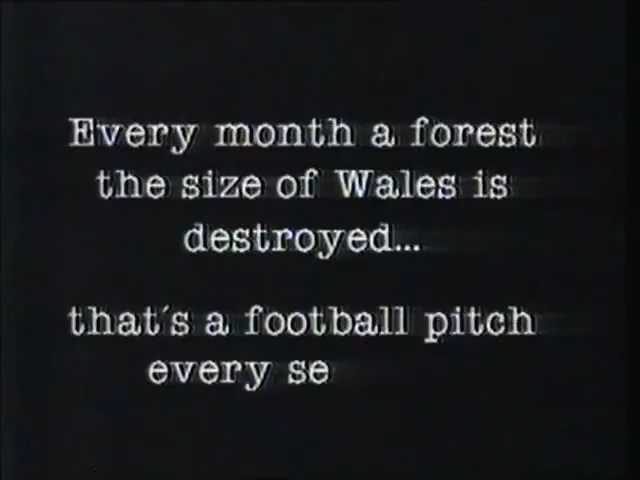 Every month a forest
the size of Wales is
destroyed...
that's a football pitch
every se